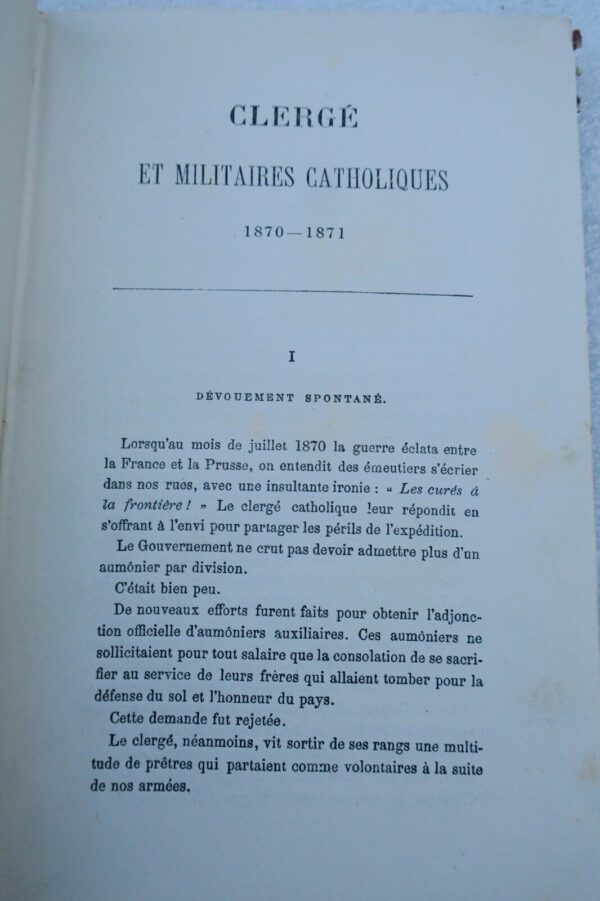 CLERGÉ
ET MILITAIRES CATHOLIQUES
1870—1871
I
DÉVOUEMENT SPONTANÉ.
Lorsqu'au mois de juillet 1870 la guerre éclata entre
la France et la Prusse, on entendit des émeutiers s'écrier
dans nos rues, avec une insultante ironie : « Les curés à
la frontière ! » Le clergé catholique leur répondit en
s'offrant à l'envi pour partager les périls de l'expédition.
Le Gouvernement ne crut pas devoir admettre plus d'un
aumônier par division.
C'était bien peu.
De nouveaux efforts furent faits pour obtenir l'adjonc-
tion officielle d'aumôniers auxiliaires. Ces aumôniers ne
sollicitaient pour tout salaire que la consolation de se sacri-
fier au service de leurs frères qui allaient tomber pour la
défense du sol et l'honneur du pays.
Cette demande fut rejetée.
Le clergé, néanmoins, vit sortir de ses rangs une multi-
tude de prêtres qui partaient comme volontaires à la suite
de nos armées.